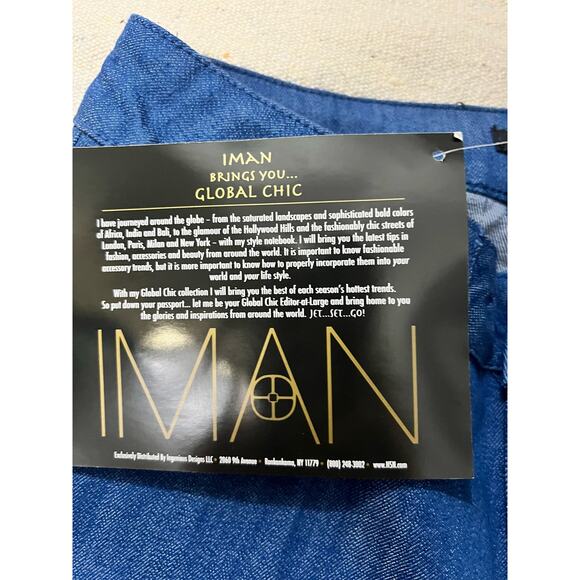 IMAN
BRINGS YOU...
GLOBAL CHIC
I have journeyed around the globe – from the saturated landscapes and sophisticated bold colors
of Africa, India and Bali, to the glamour of the Hollywood Hills and the fashionably chic streets of
London, Paris, Milan and New York – with my style notebook. I will bring you the latest tips in
fashion, accessories and beauty from around the world. It is important to know fashionable
accessory trends, but it is more important to know how to properly incorporate them into your
world and your life style.
With my Global Chic collection I will bring you the best of each season's hottest trends.
So put down your passport... let me be your Global Chic Editor-at-Large and bring home to you
the glories and inspirations from around the world. JET...SET...GO!
IMAN
Exclusively Distributed By Ingenious Designs LLC • 2060 9th Avenue • Ronkonkoma, NY 11779 • (800) 248-3002 • www.HSN.com